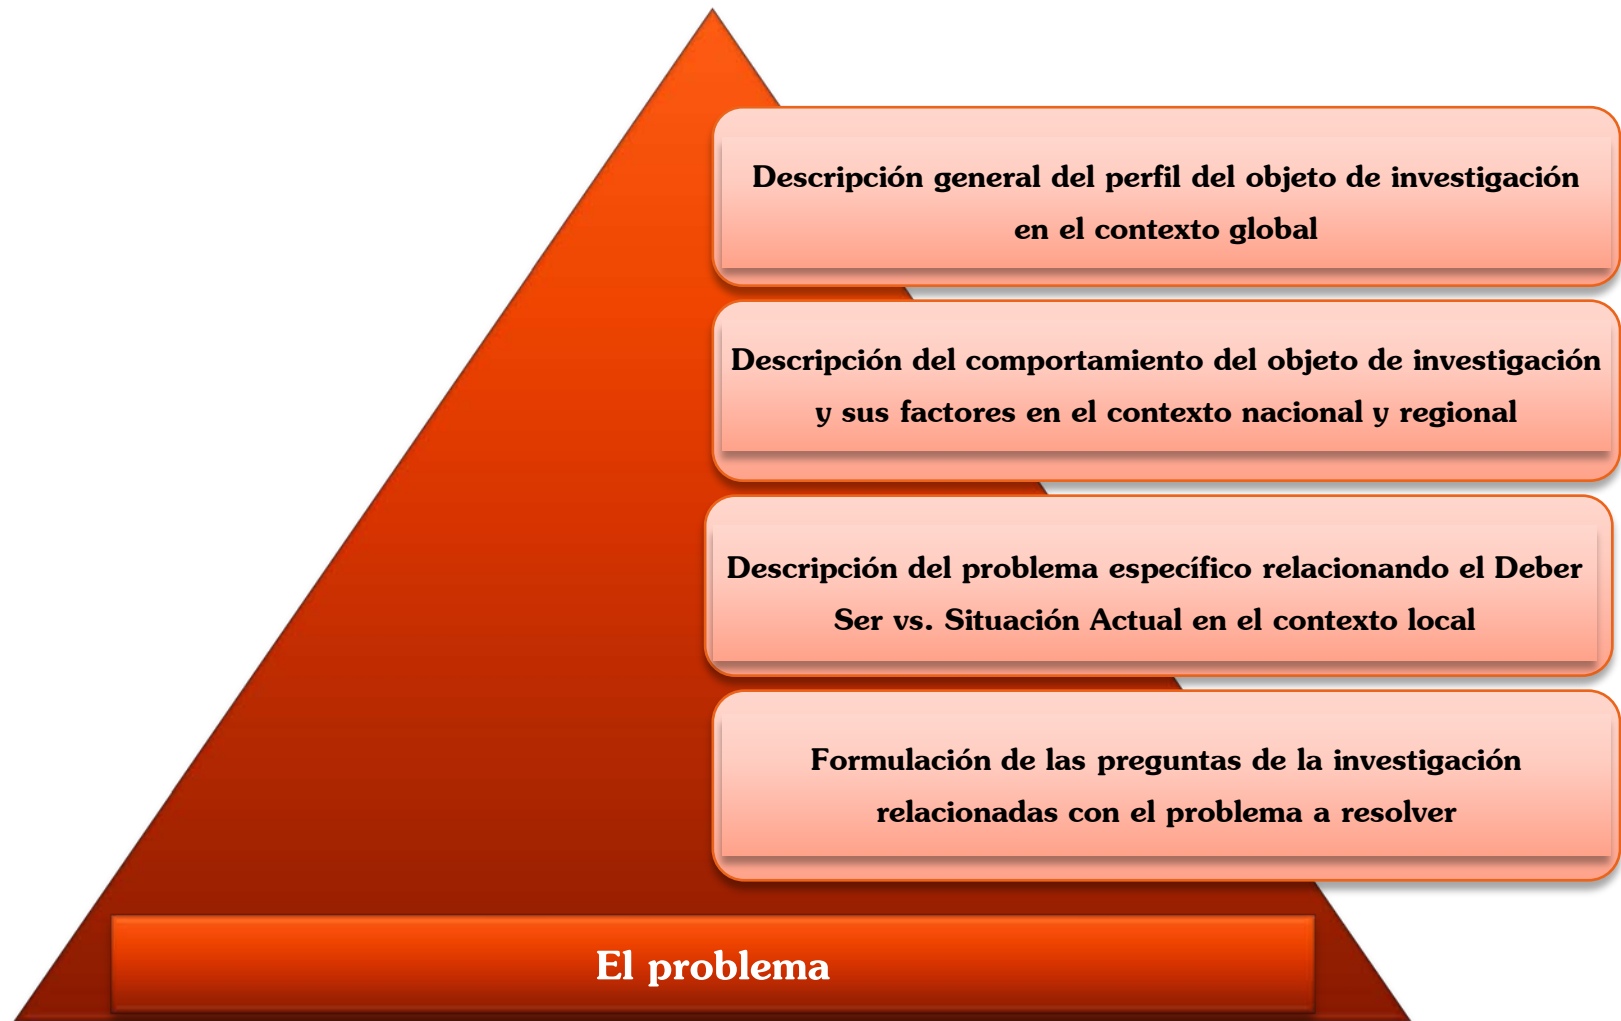 Descripción general del perfil del objeto de investigación
en el contexto global
Descripción del comportamiento del objeto de investigación
y sus factores en el contexto nacional y regional
Descripción del problema específico relacionando el Deber
Ser vs. Situación Actual en el contexto local
Formulación de las preguntas de la investigación
relacionadas con el problema a resolver
El problema